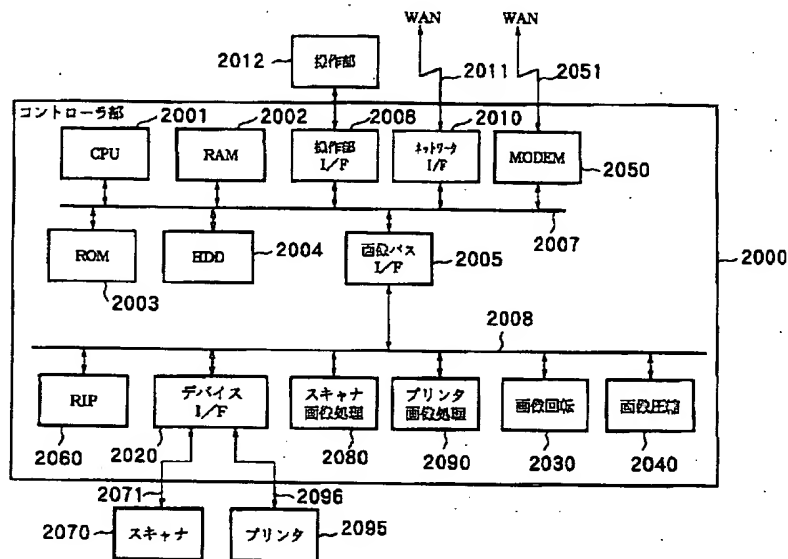 WAN WAN
2012 操作部 2011 2051
コントローラ部 2001 2002 2008 2010
CPU RAM 操作部 I/F ネットワーク I/F MODEM 2050
2007
ROM HDD 2004 画像バス I/F 2005 2000
2003
2008
RIP デバイス I/F スキャナ 画像処理 プリンタ 画像処理 画像回転 画像圧縮
2060 2020 2080 2090 2030 2040
2071 2096
2070 スキャナ プリンタ 2095